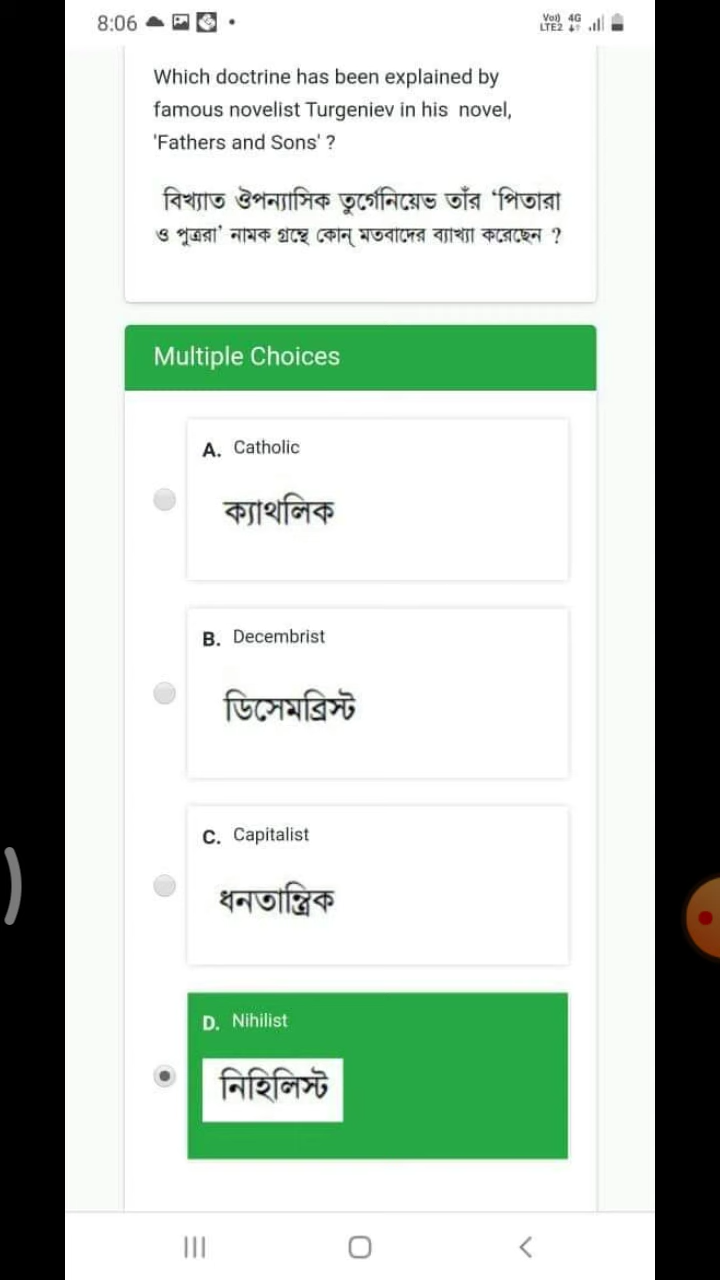 8:06
Vo)) 4G
LTE2
Which doctrine has been explained by
famous novelist Turgeniev in his novel,
'Fathers and Sons' ?
বিখ্যাত ঔপন্যাসিক তুর্গেনিয়েভ তাঁর ‘পিতারা
ও পুত্ররা’ নামক গ্রন্থে কোন্ মতবাদের ব্যাখ্যা করেছেন ?
Multiple Choices
A. Catholic
ক্যাথলিক
B. Decembrist
ডিসেমব্রিস্ট
C. Capitalist
ধনতান্ত্রিক
D. Nihilist
নিহিলিস্ট